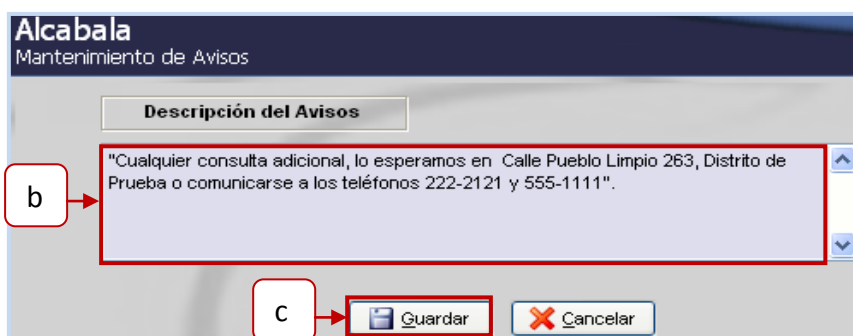 Alcabala
Mantenimiento de Avisos
Descripción del Avisos
"Cualquier consulta adicional, lo esperamos en Calle Pueblo Limpio 263, Distrito de
Prueba o comunicarse a los teléfonos 222-2121 y 555-1111".
b
c
Guardar
Cancelar